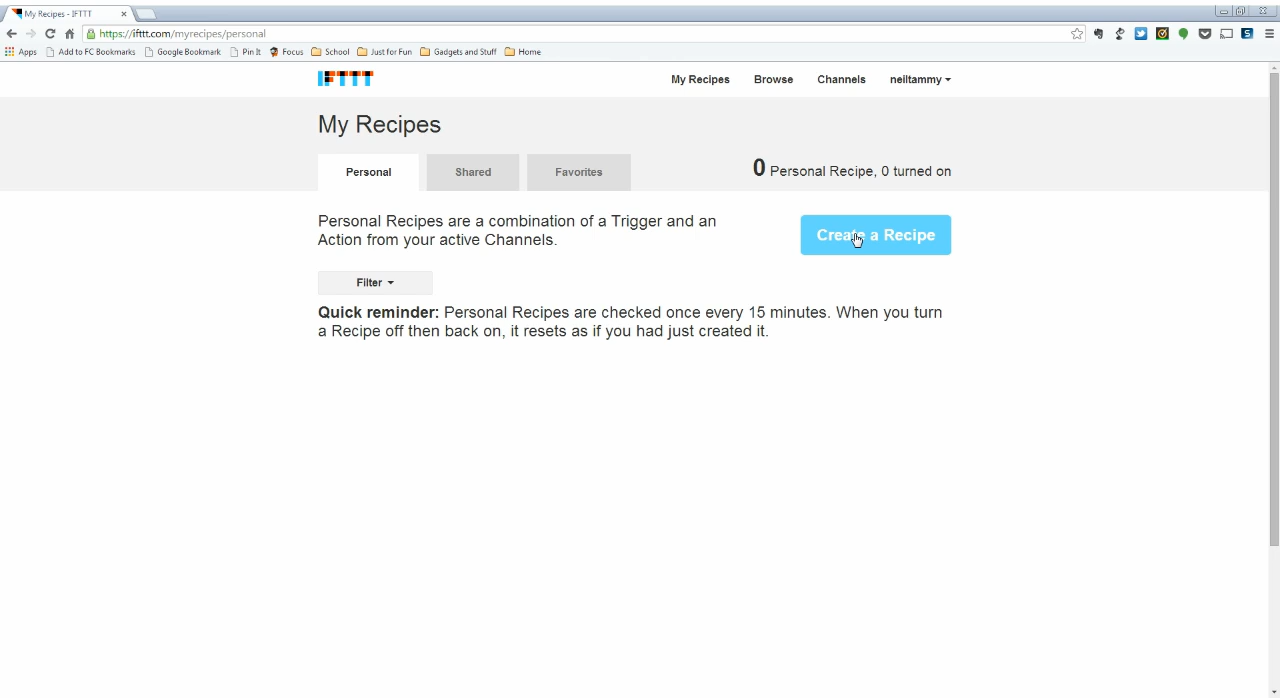 My Recipes - IFTTT
https://ifttt.com/myrecipes/personal
Apps Add to FC Bookmarks Google Bookmark Pin It Focus School Just for Fun Gadgets and Stuff Home
IFTTT My Recipes Browse Channels neiltammy
My Recipes
Personal Shared Favorites 0 Personal Recipe, 0 turned on
Personal Recipes are a combination of a Trigger and an
Action from your active Channels.
Create a Recipe
Filter
Quick reminder: Personal Recipes are checked once every 15 minutes. When you turn
a Recipe off then back on, it resets as if you had just created it.